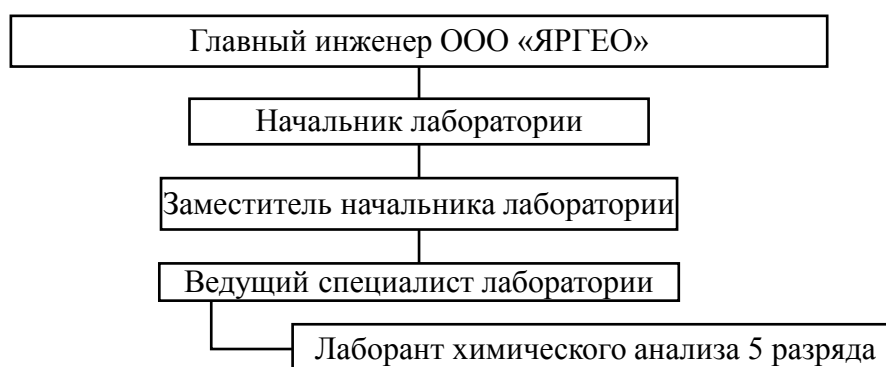 Главный инженер ООО «ЯРГЕО»
Начальник лаборатории
Заместитель начальника лаборатории
Ведущий специалист лаборатории
Лаборант химического анализа 5 разряда